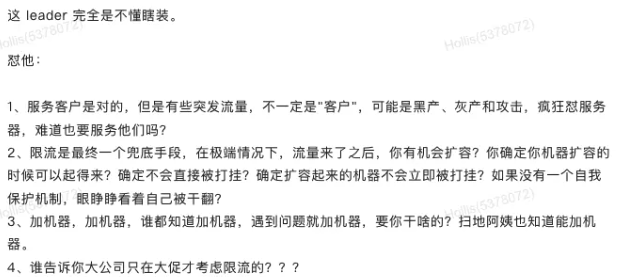 这 leader 完全是不懂瞎装。
怼他：
1、服务客户是对的，但是有些突发流量，不一定是"客户"，可能是黑产、灰产和攻击，疯狂怼服务
器，难道也要服务他们吗？
2、限流是最终一个兜底手段，在极端情况下，流量来了之后，你有机会扩容？你确定你机器扩容的
时候可以起得来？确定不会直接被打挂？确定扩容起来的机器不会立即被打挂？如果没有一个自我
保护机制，眼睁睁看着自己被干翻？
3、加机器，加机器，谁都知道加机器，遇到问题就加机器，要你干啥的？扫地阿姨也知道能加机
器。
4、谁告诉你大公司只在大促才考虑限流的？？？
Hollis(5378072)
Hollis(5378072)
Hollis(5378072)